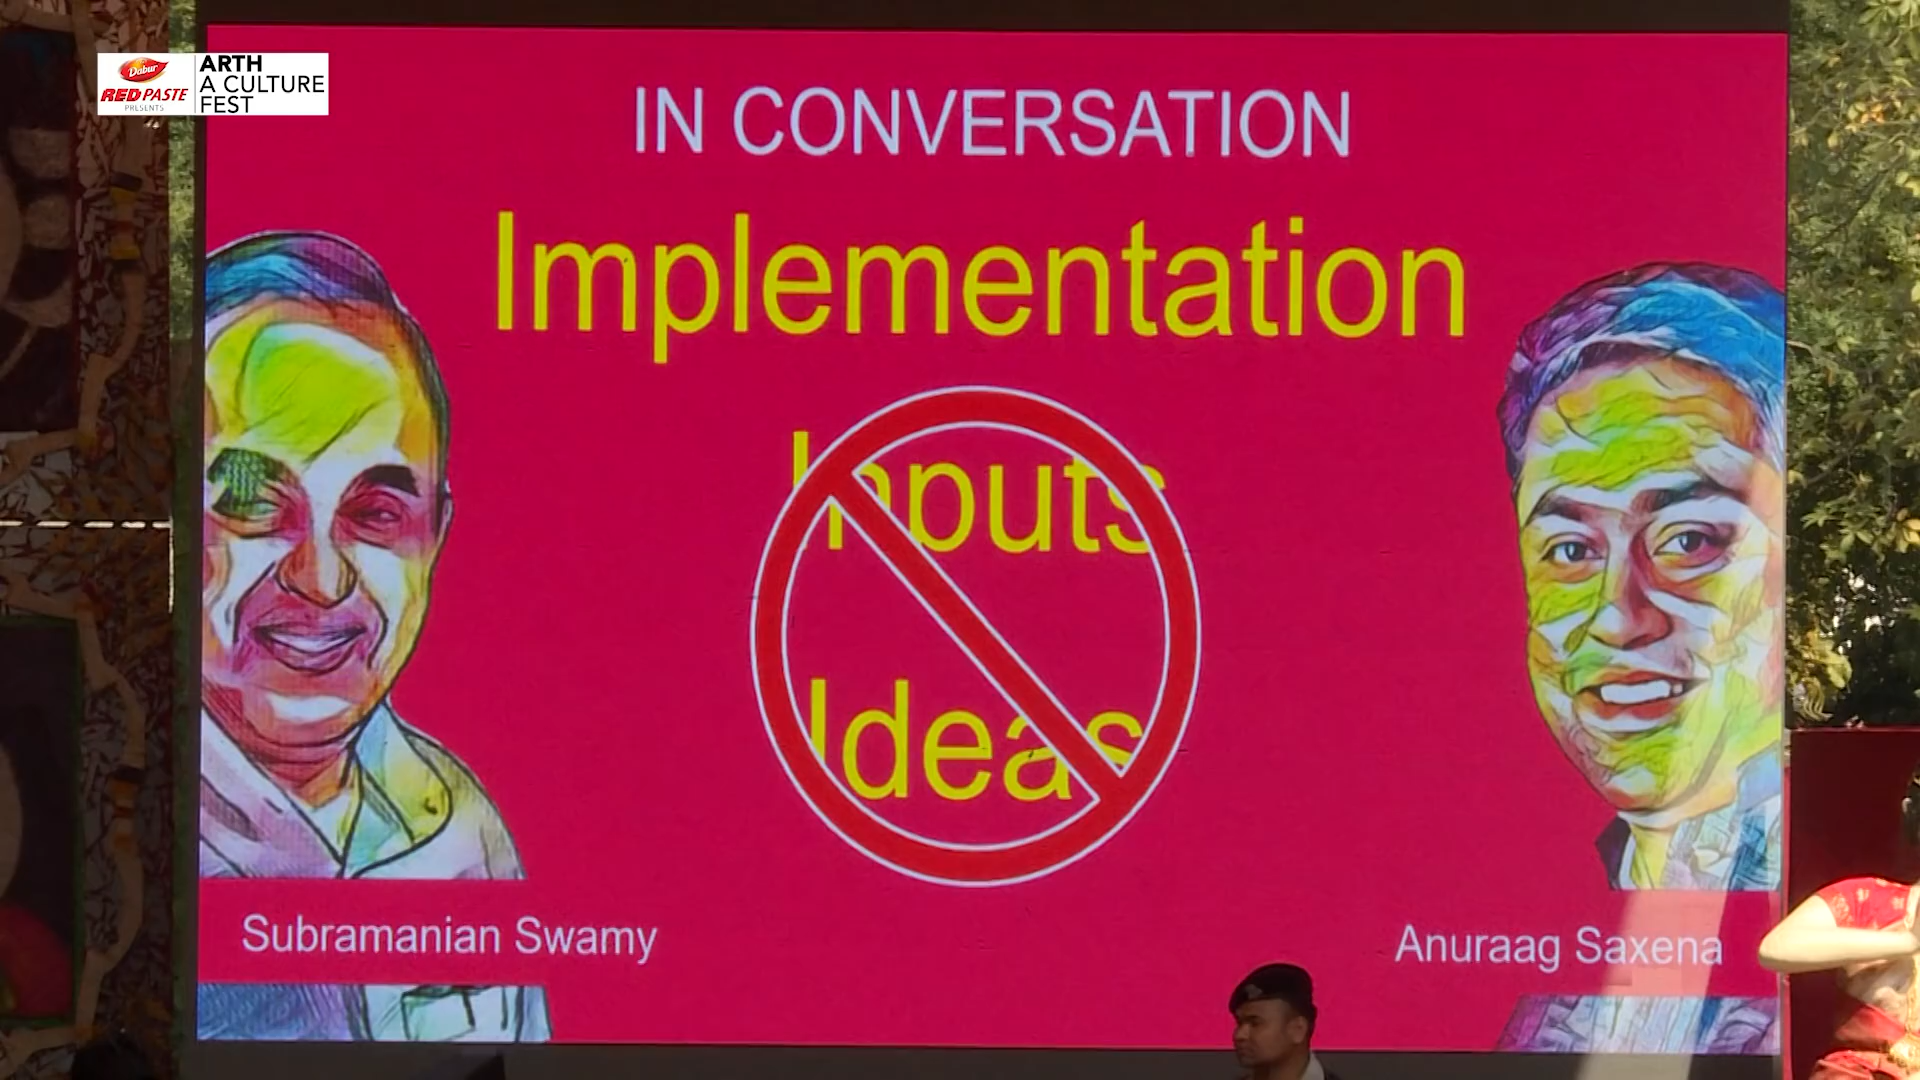 Dabur
RED PASTE
PRESENTS
ARTH
A CULTURE
FEST
IN CONVERSATION
Implementation
Inputs
Ideas
Subramanian Swamy
Anuraag Saxena